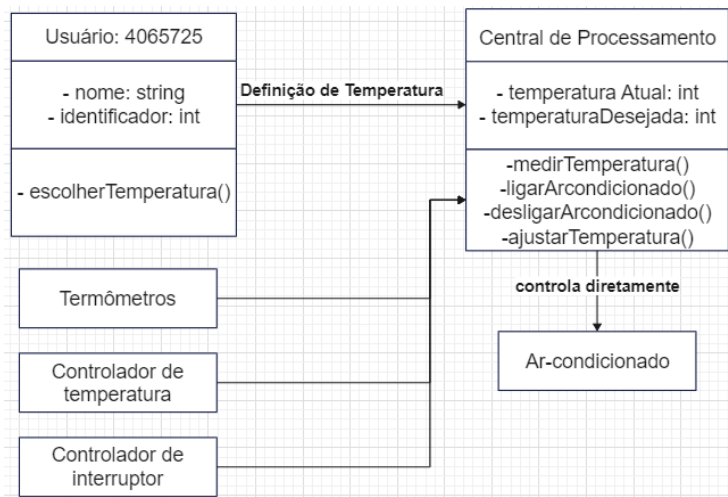 Usuário: 4065725
- nome: string
- identificador: int
- escolherTemperatura()
Definição de Temperatura
Central de Processamento
- temperatura Atual: int
- temperaturaDesejada: int
-medirTemperatura()
-ligarArcondicionado()
-desligarArcondicionado()
-ajustarTemperatura()
controla diretamente
Ar-condicionado
Termômetros
Controlador de
temperatura
Controlador de
interruptor